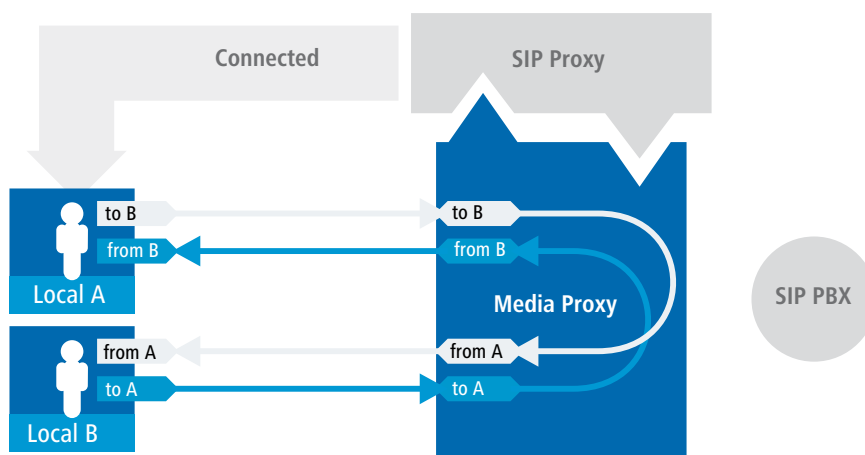 Connected
SIP Proxy
to B
to B
from B
from B
Local A
Media Proxy
SIP PBX
from A
from A
to A
to A
Local B